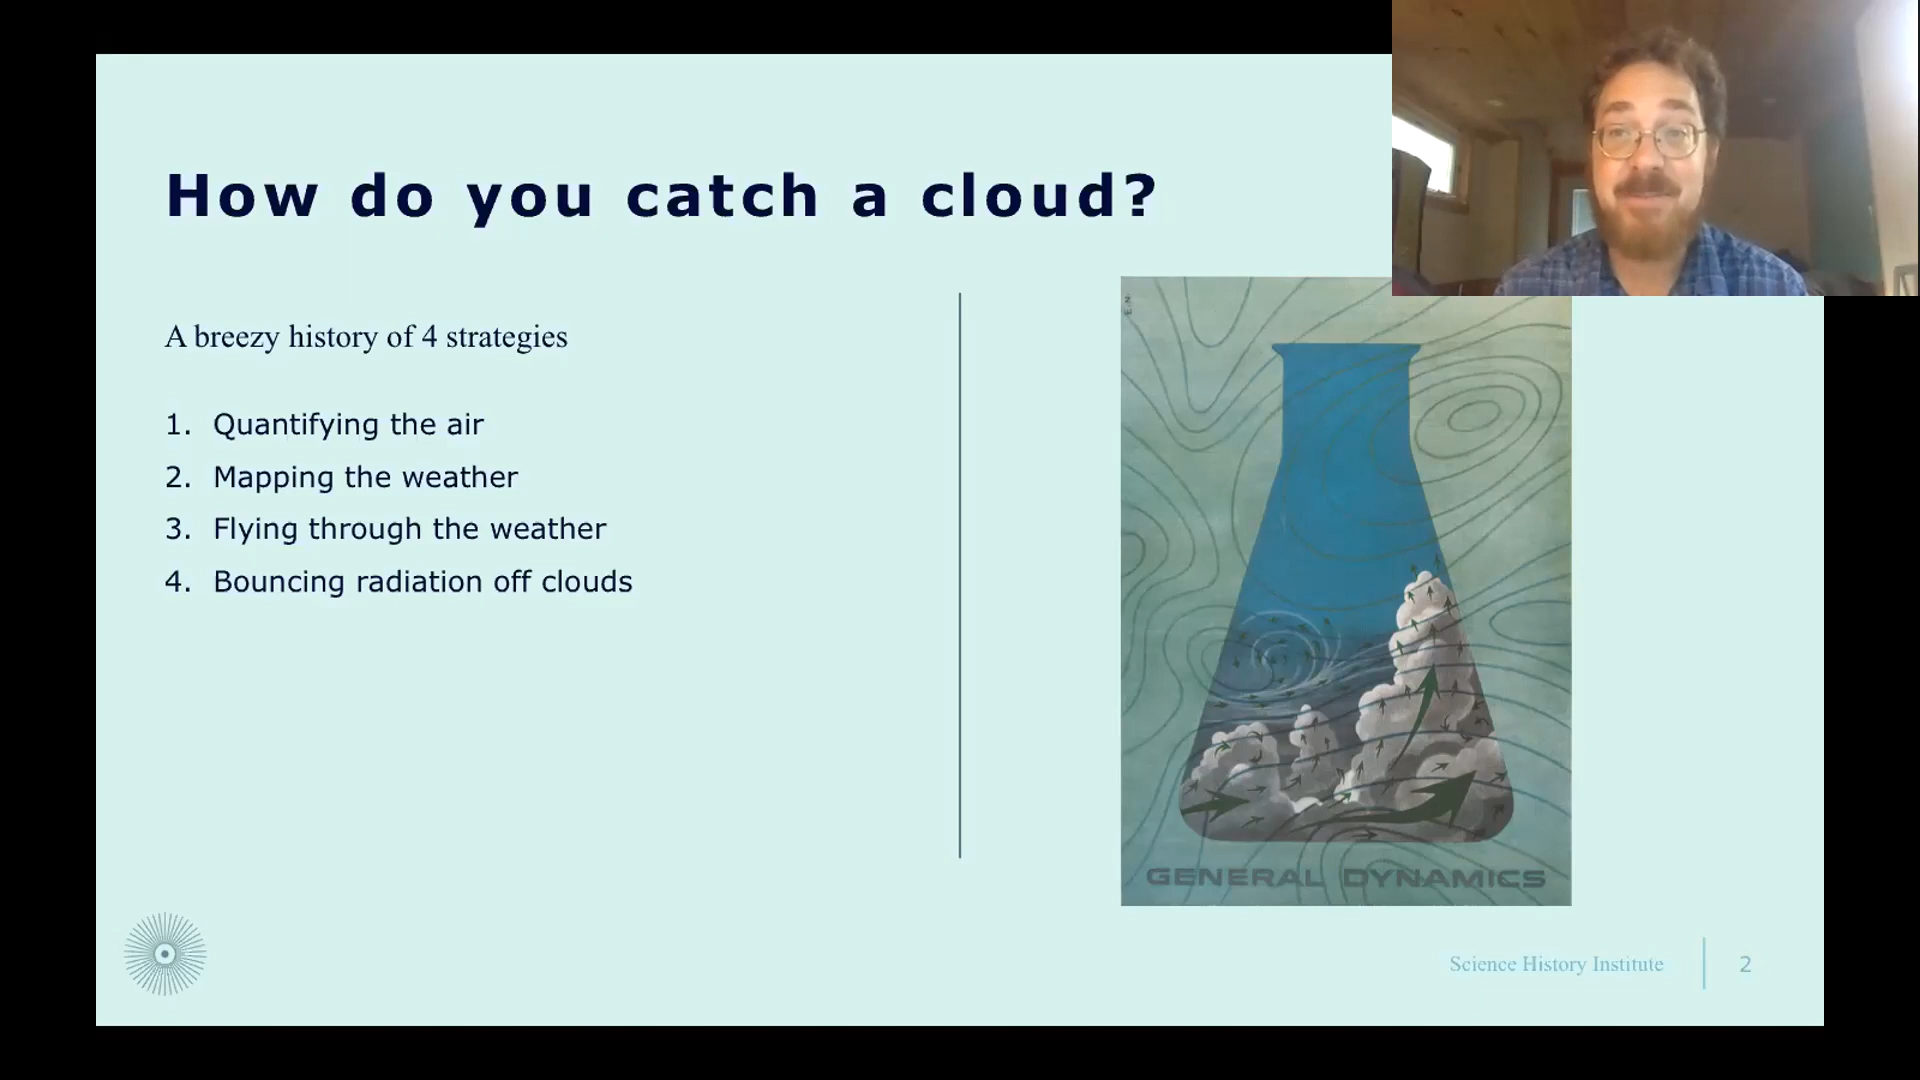 How do you catch a cloud?
A breezy history of 4 strategies
1. Quantifying the air
2. Mapping the weather
3. Flying through the weather
4. Bouncing radiation off clouds
GENERAL DYNAMICS
Science History Institute
2